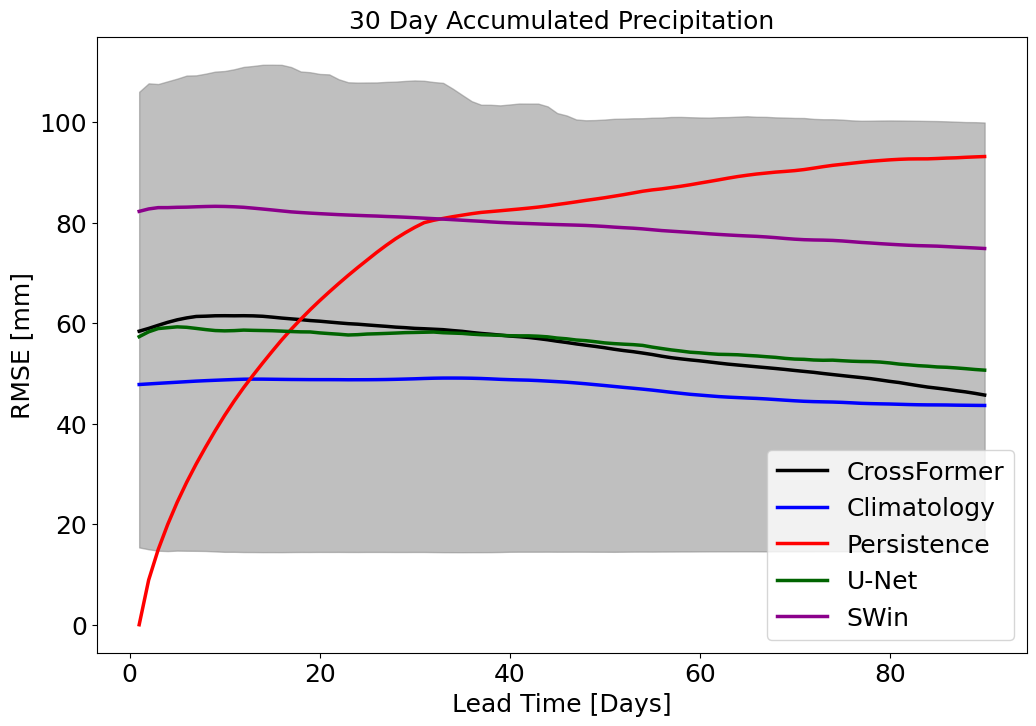 30 Day Accumulated Precipitation
RMSE [mm]
100
80
60
40
20
0
0 20 40 60 80
Lead Time [Days]
CrossFormer
Climatology
Persistence
U-Net
SWin